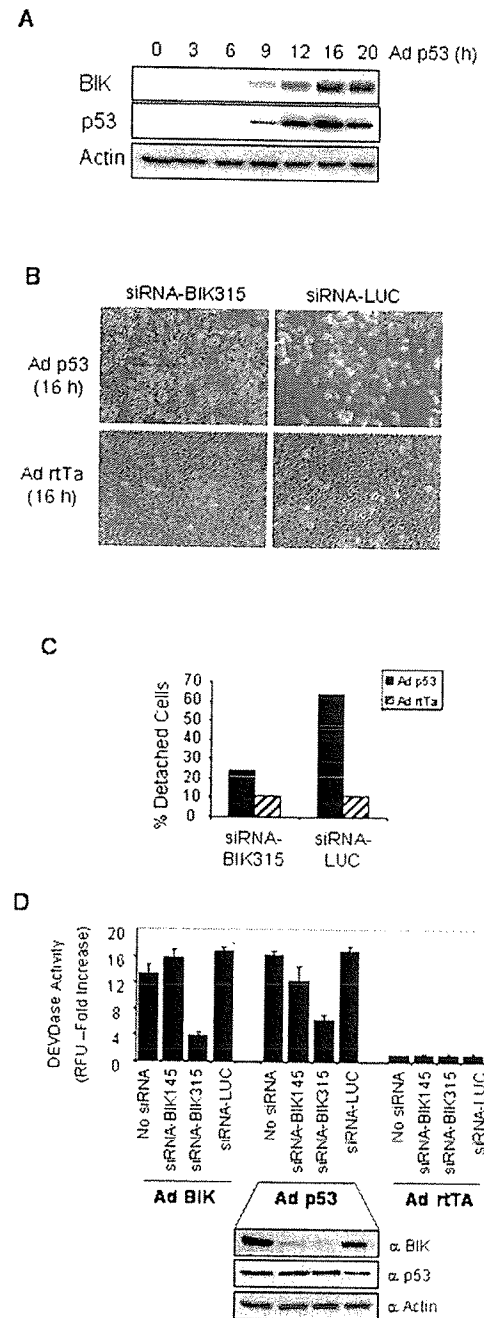 A
0 3 6 9 12 16 20 Ad p53 (h)
BIK
p53
Actin
B
siRNA-BIK315 siRNA-LUC
Ad p53
(16 h)
Ad rtTa
(16 h)
C
% Detached Cells
70
60
50
40
30
20
10
0
Ad p53
Ad rtTa
siRNA-
BIK315
siRNA-
LUC
D
DEVDase Activity
(RFU –Fold Increase)
20
16
12
8
4
0
No siRNA
siRNA-BIK145
siRNA-BIK315
siRNA-LUC
No siRNA
siRNA-BIK145
siRNA-BIK315
siRNA-LUC
No siRNA
siRNA-BIK145
siRNA-BIK315
siRNA-LUC
Ad BIK Ad p53 Ad rtTA
α BIK
α p53
α Actin